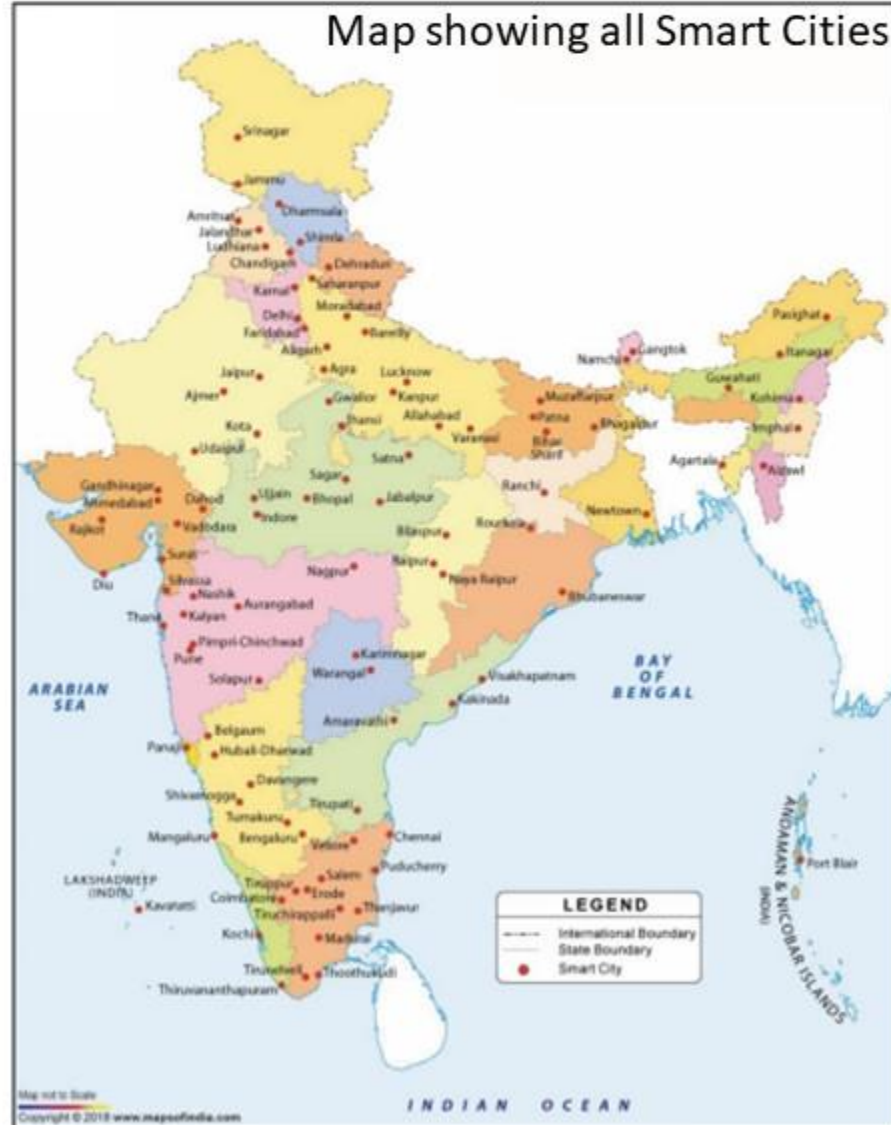 Map showing all Smart Cities
Srinagar
Jammu
Dharmsala
Amritsar
Jalandhar
Shimla
Ludhiana
Chandigarh
Dehradun
Saharanpur
Karnal
Moradabad
Delhi
Faridabad
Bareilly
Aligarh
Pasighat
Gangtok
Namchi
Itanagar
Jaipur
Agra
Lucknow
Guwahati
Ajmer
Gwalior
Kanpur
Muzaffarpur
Kohima
Jhansi
Allahabad
Patna
Kota
Varanasi
Bihar
Sharif
Bhagalpur
Imphal
Udaipur
Satna
Agartala
Aizawl
Sagar
Gandhinagar
Ahmedabad
Dahod
Ujjain
Bhopal
Jabalpur
Ranchi
Newtown
Rajkot
Vadodara
Indore
Rourkela
Bilaspur
Surat
Diu
Nagpur
Raipur
Naya Raipur
Silvassa
Nashik
Aurangabad
Bhubaneswar
Thane
Kalyan
Pimpri-Chinchwad
Pune
Karimnagar
Warangal
Solapur
Visakhapatnam
Kakinada
ARABIAN
SEA
BAY
OF
BENGAL
Amaravathi
Belgaum
Panaji
Hubali-Dharwad
Davangere
Shivamogga
Tirupati
Tumakuru
Mangaluru
Bengaluru
Vellore
Chennai
Puducherry
LAKSHADWEEP
(INDIA)
Kavaratti
Salem
Tiruppur
Erode
Coimbatore
Tiruchirappalli
Thanjavur
Kochi
Madurai
Tirunelveli
Thoothukudi
Thiruvananthapuram
ANDAMAN & NICOBAR ISLANDS
(INDIA)
Port Blair
LEGEND
International Boundary
State Boundary
Smart City
Map not to Scale
Copyright © 2018 www.mapsofindia.com
INDIAN OCEAN